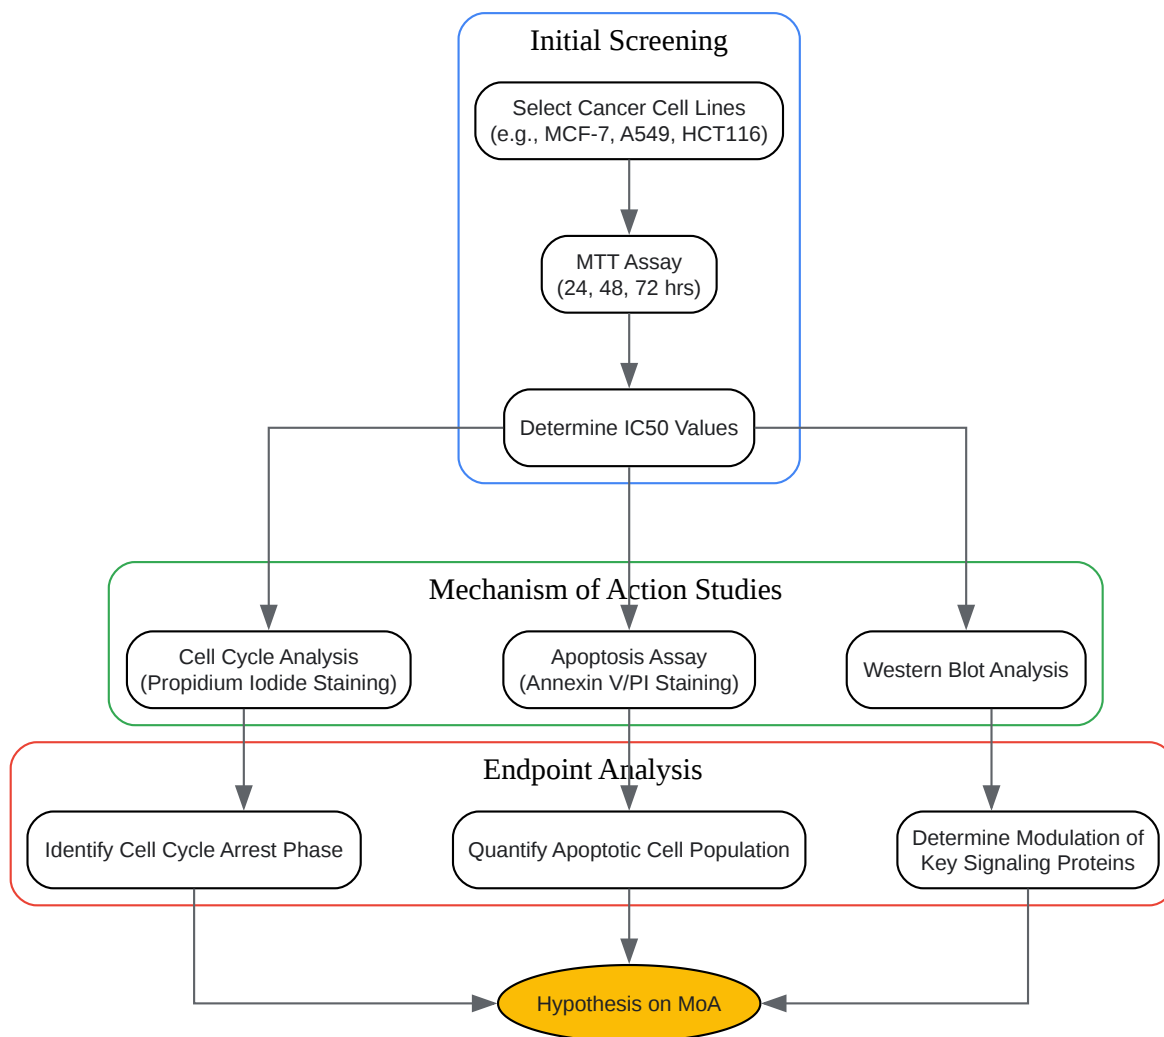 Initial Screening
Select Cancer Cell Lines
(e.g., MCF-7, A549, HCT116)
MTT Assay
(24, 48, 72 hrs)
Determine IC50 Values
Mechanism of Action Studies
Cell Cycle Analysis
(Propidium Iodide Staining)
Apoptosis Assay
(Annexin V/PI Staining)
Western Blot Analysis
Endpoint Analysis
Identify Cell Cycle Arrest Phase
Quantify Apoptotic Cell Population
Determine Modulation of
Key Signaling Proteins
Hypothesis on MoA